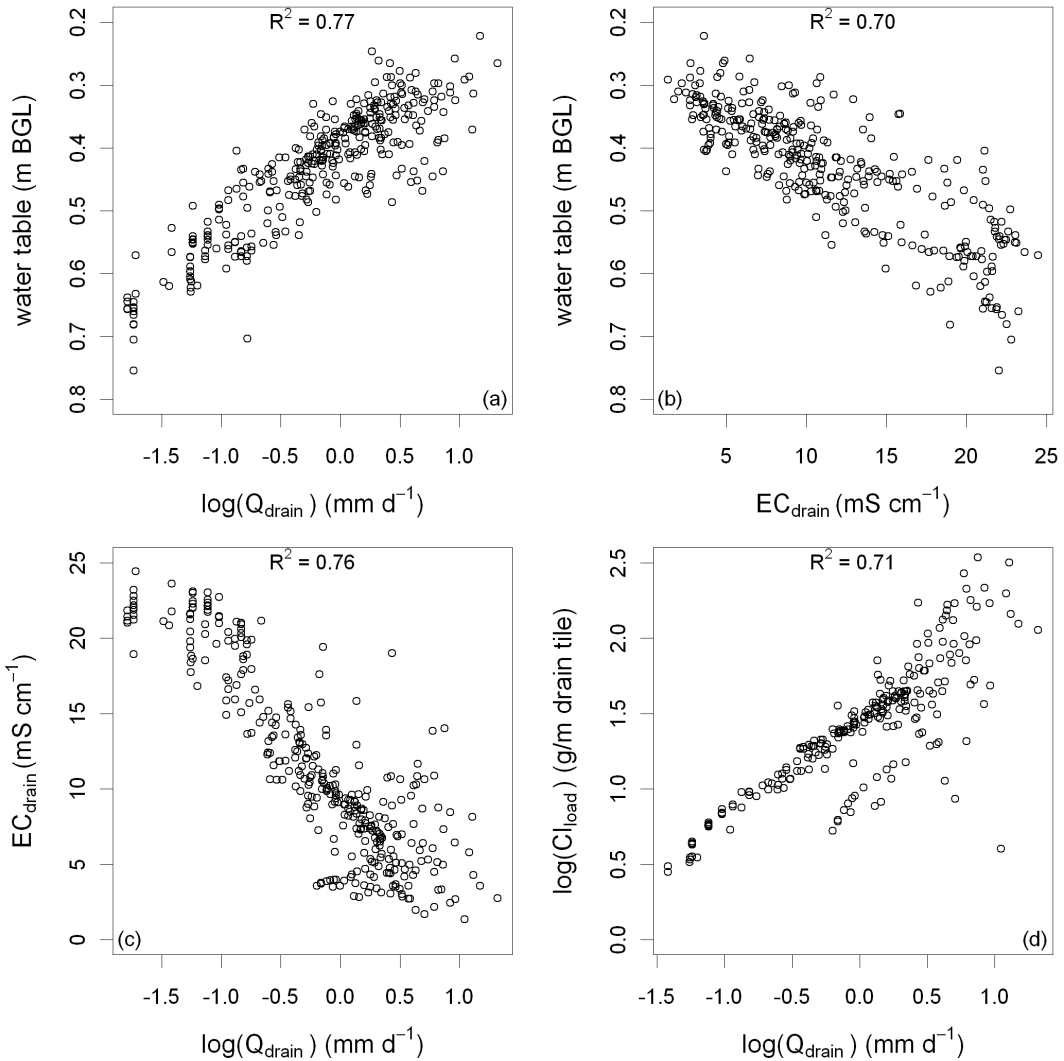 R² = 0.77
0.2
0.3
0.4
0.5
0.6
0.7
0.8
water table (m BGL)
(a)
-1.5 -1.0 -0.5 0.0 0.5 1.0
log(Q_drain ) (mm d⁻¹)
R² = 0.70
0.2
0.3
0.4
0.5
0.6
0.7
0.8
water table (m BGL)
(b)
5 10 15 20 25
EC_drain (mS cm⁻¹)
R² = 0.76
25
20
15
10
5
0
EC_drain (mS cm⁻¹)
(c)
-1.5 -1.0 -0.5 0.0 0.5 1.0
log(Q_drain ) (mm d⁻¹)
R² = 0.71
2.5
2.0
1.5
1.0
0.5
0.0
log(Cl_load ) (g/m drain tile)
(d)
-1.5 -1.0 -0.5 0.0 0.5 1.0
log(Q_drain ) (mm d⁻¹)